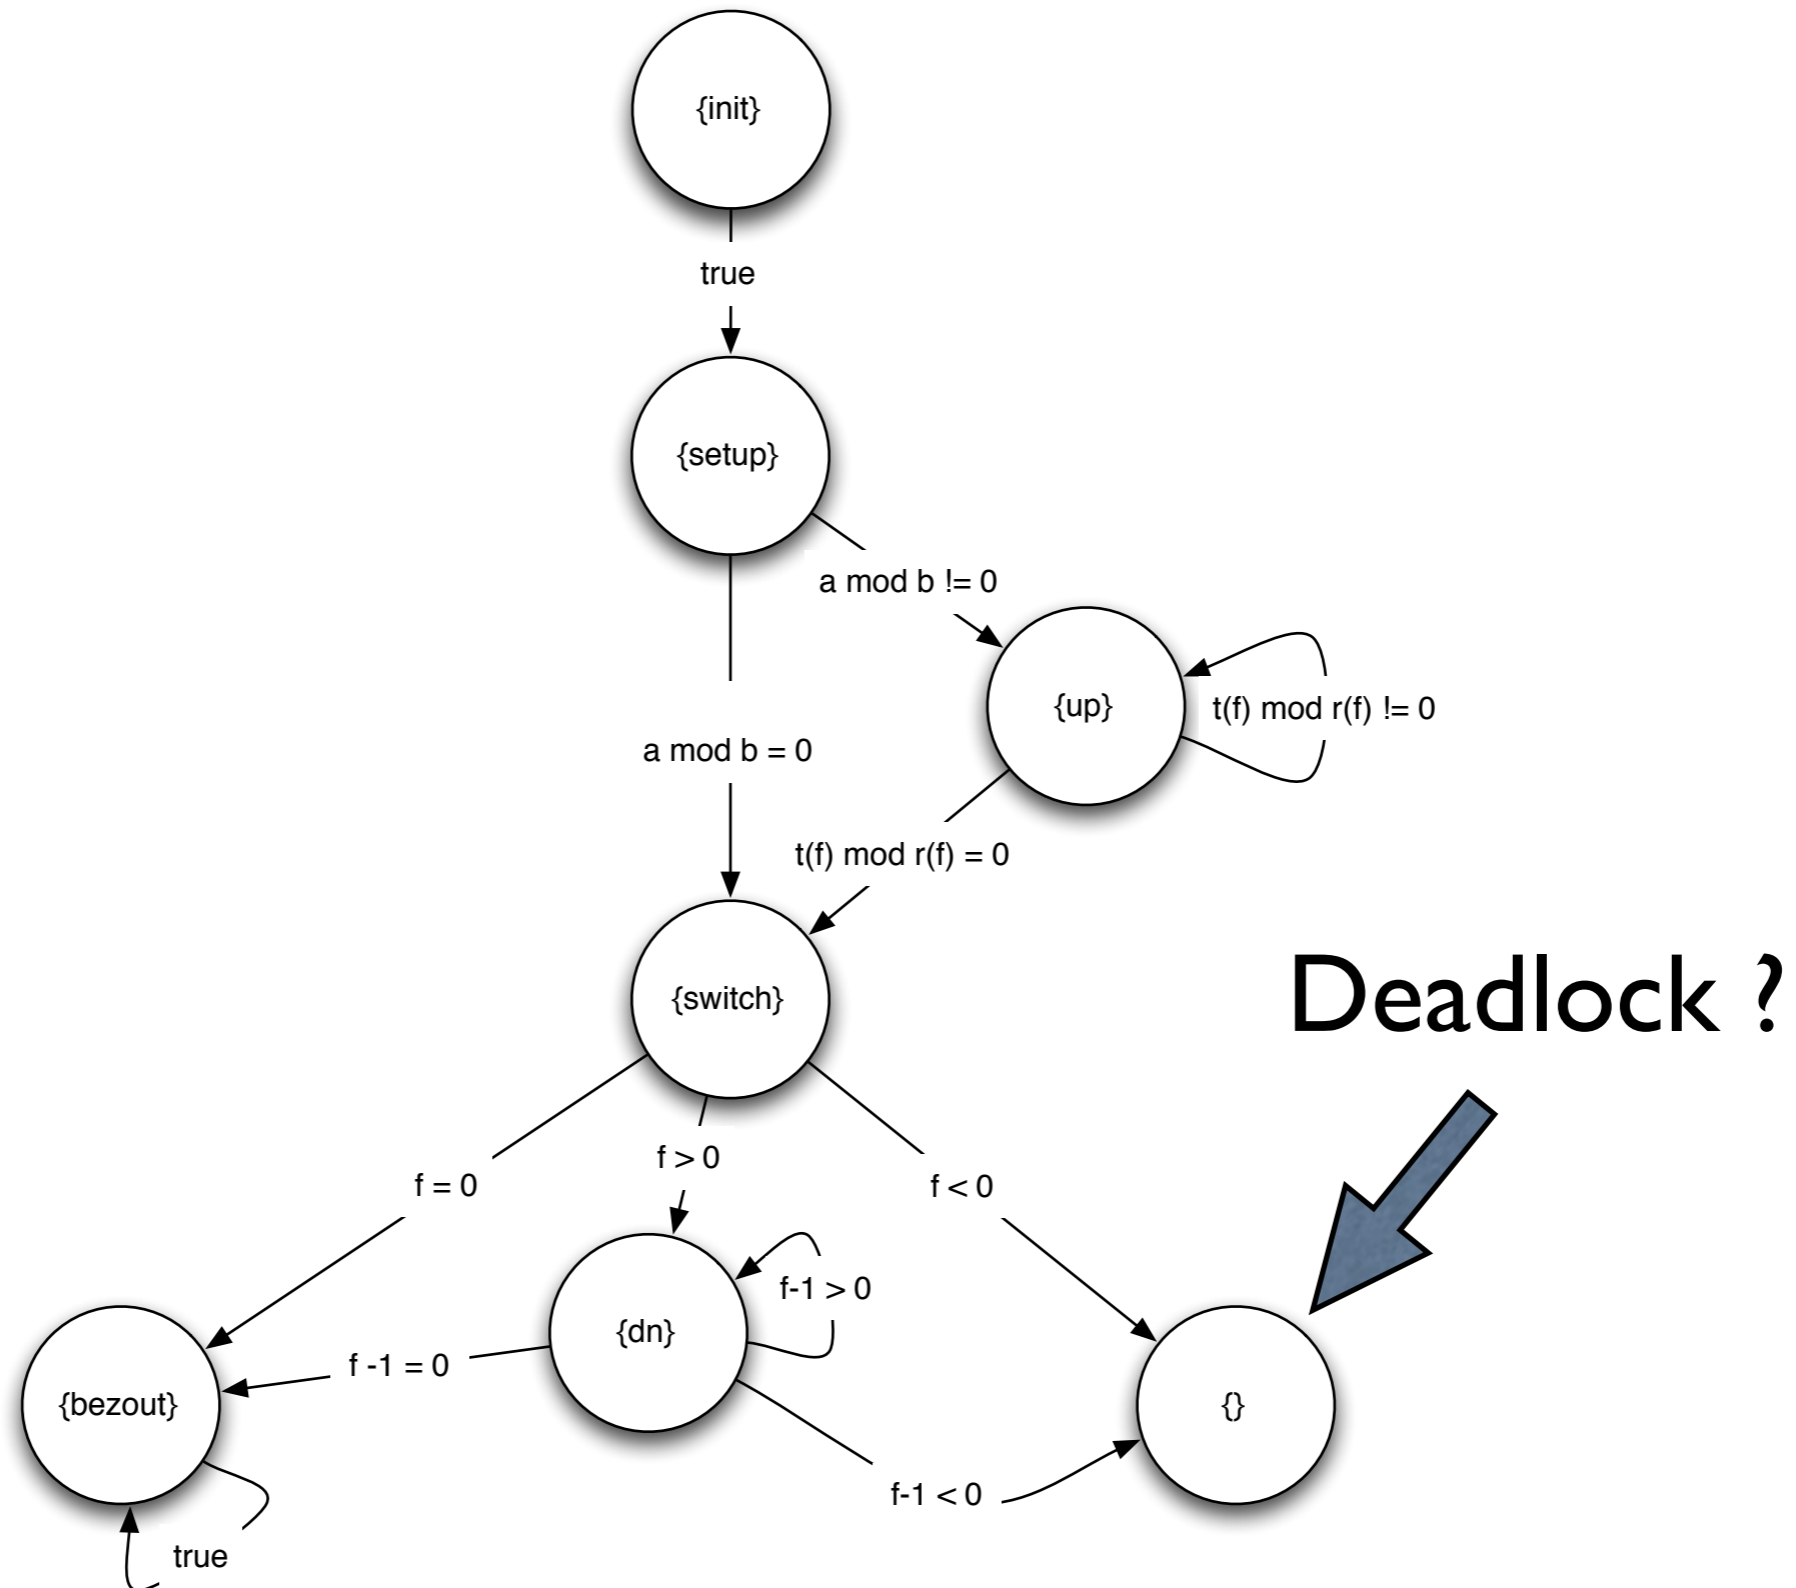 {init}
true
{setup}
a mod b != 0
{up}
t(f) mod r(f) != 0
a mod b = 0
t(f) mod r(f) = 0
{switch}
Deadlock ?
f > 0
f = 0
f < 0
f-1 > 0
{dn}
f -1 = 0
{bezout}
{}
f-1 < 0
true